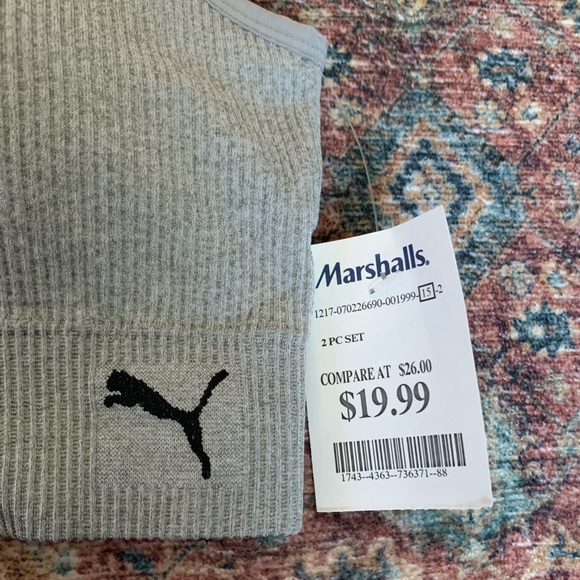 Marshalls.
1217-070226690-001999-15-2
2 PC SET
COMPARE AT $26.00
$19.99
1743--4363--736371--88